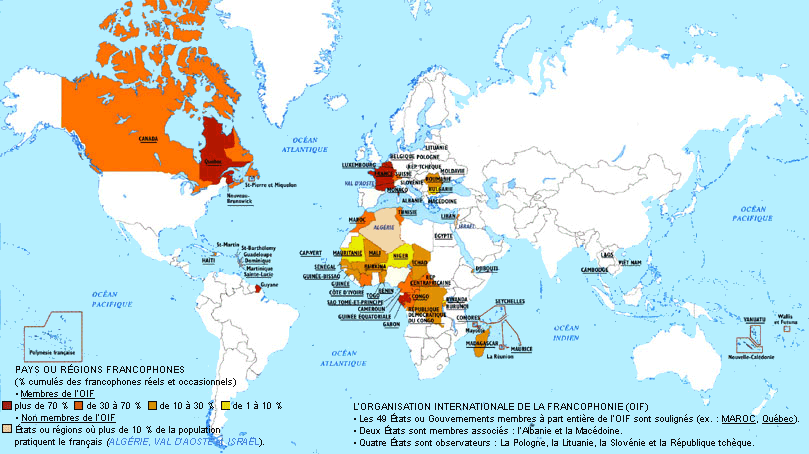 OCÉAN
ATLANTIQUE
CANADA
Québec
St-Pierre et Miquelon
Nouveau-
Brunswick
LITUANIE
BELGIQUE POLOGNE
LUXEMBOURG
RÉP TCHÈQUE
MOLDAVIE
FRANCE SUISSE
ROUMANIE
VAL D'AOSTE
SLOVÉNIE
BULGARIE
MONACO
ALBANIE MACÉDOINE
TUNISIE
LIBAN
MAROC
ISRAËL
ALGÉRIE
ÉGYPTE
OCÉAN
PACIFIQUE
St-Martin
St-Barthélémy
Guadeloupe
HAÏTI
Dominique
Martinique
Sainte-Lucie
Guyane
CAP-VERT
MAURITANIE
MALI
NIGER
TCHAD
SÉNÉGAL
BURKINA
DJIBOUTI
GUINÉE-BISSAU
GUINÉE
CÔTE D'IVOIRE
TOGO
BÉNIN
RÉP
CENTRAFRICAINE
SAO TOMÉ-ET-PRINCIPE
CAMEROUN
GUINÉE ÉQUATORIALE
GABON
CONGO
RÉPUBLIQUE
DÉMOCRATIQUE
DU CONGO
RWANDA
BURUNDI
SEYCHELLES
COMORES
Mayotte
MADAGASCAR
MAURICE
La Réunion
LAOS
VIÊT NAM
CAMBODGE
OCÉAN
PACIFIQUE
OCÉAN
ATLANTIQUE
OCÉAN
INDIEN
VANUATU
Wallis
et Futuna
Nouvelle-Calédonie
Polynésie française
PAYS OU RÉGIONS FRANCOPHONES
(% cumulés des francophones réels et occasionnels)
• Membres de l'OIF
plus de 70 % de 30 à 70 % de 10 à 30 % de 1 à 10 %
• Non membres de l'OIF
États ou régions où plus de 10 % de la population
pratiquent le français (ALGÉRIE, VAL D'AOSTE et ISRAËL).
L'ORGANISATION INTERNATIONALE DE LA FRANCOPHONIE (OIF)
• Les 49 États ou Gouvernements membres à part entière de l'OIF sont soulignés (ex. : MAROC, Québec).
• Deux États sont membres associés : l'Albanie et la Macédoine.
• Quatre États sont observateurs : La Pologne, la Lituanie, la Slovénie et la République tchèque.